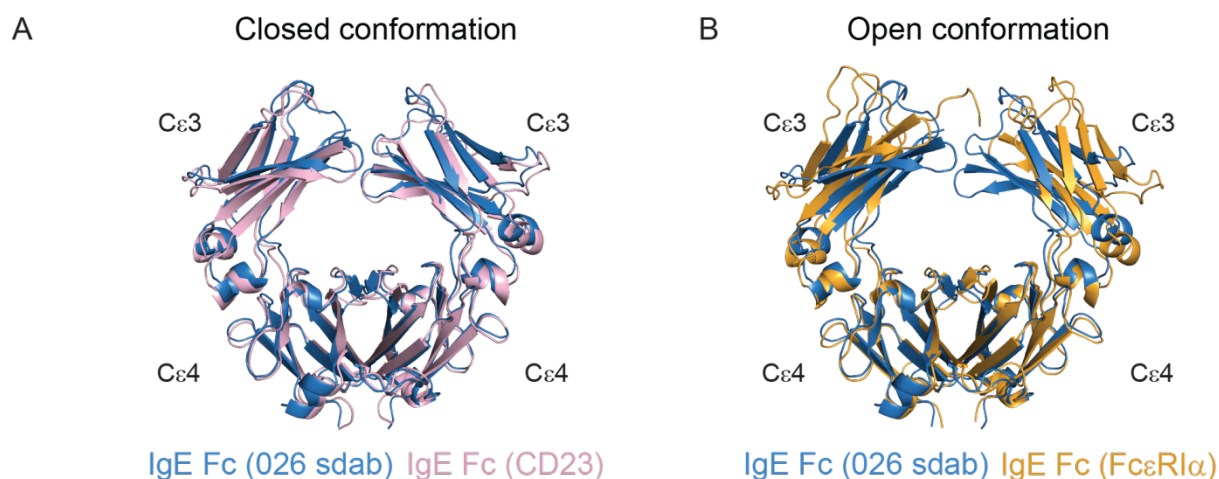 A Closed conformation
Cε3 Cε3
Cε4 Cε4
IgE Fc (026 sdab) IgE Fc (CD23)
B Open conformation
Cε3 Cε3
Cε4 Cε4
IgE Fc (026 sdab) IgE Fc (FcεRIα)